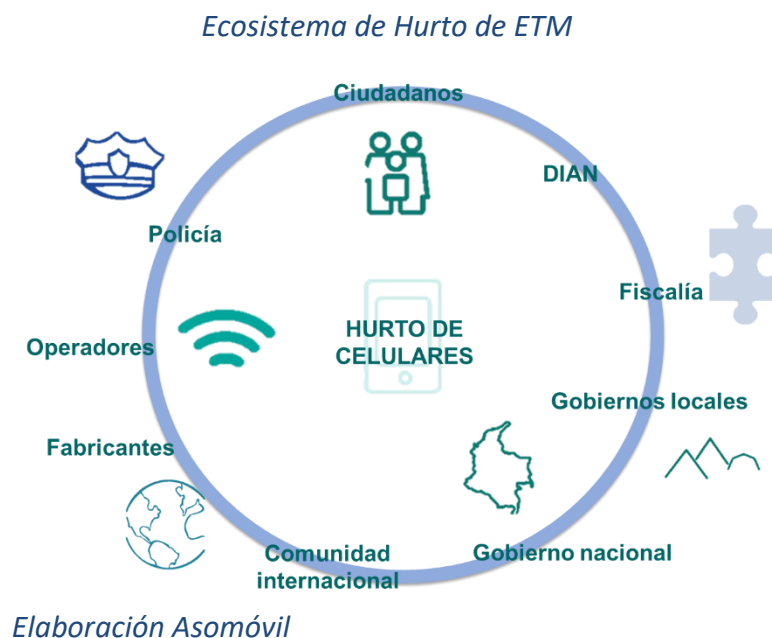 Ecosistema de Hurto de ETM
Ciudadanos
DIAN
Policía
Fiscalía
HURTO DE
CELULARES
Operadores
Gobiernos locales
Fabricantes
Comunidad
internacional
Gobierno nacional
Elaboración Asomóvil